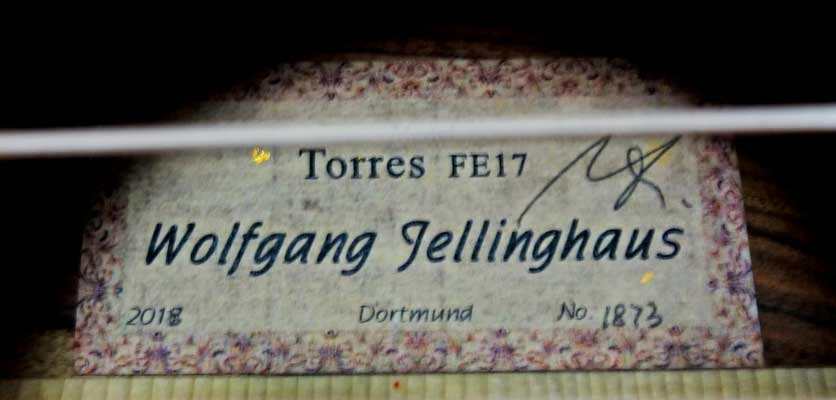 Torres FE17
Wolfgang Jellinghaus
2018 Dortmund No. 1873